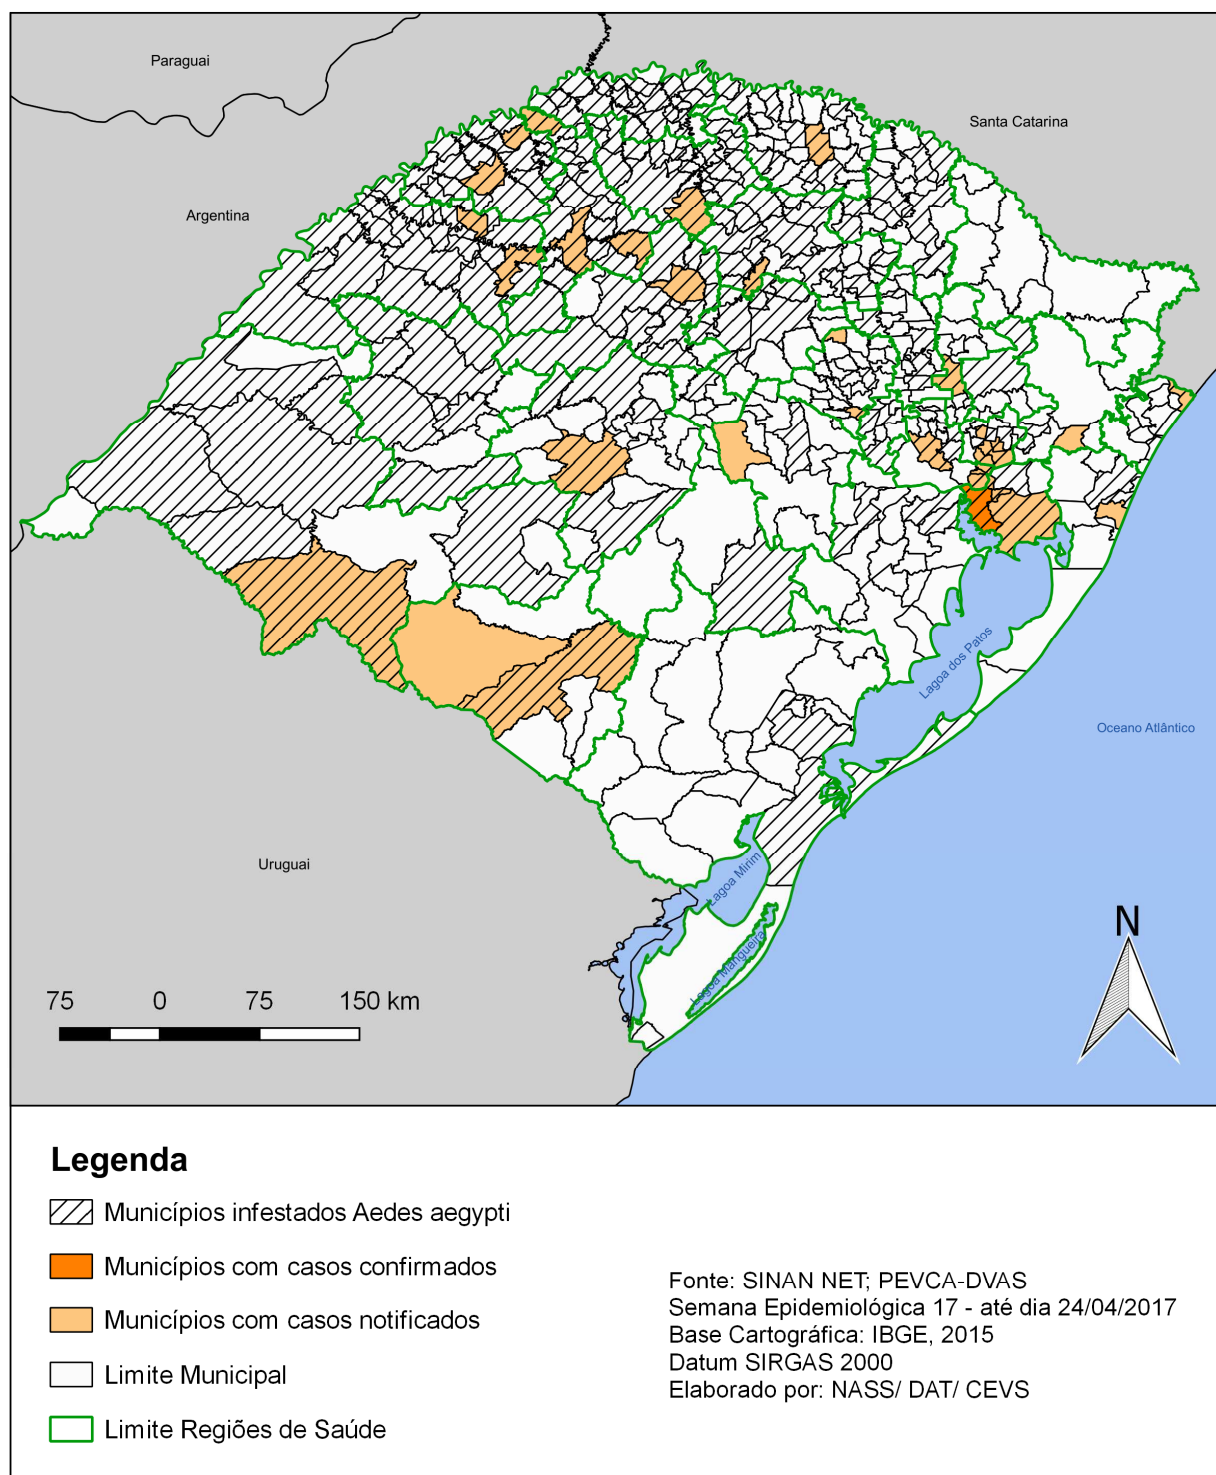 Paraguai
Santa Catarina
Argentina
Lagoa dos Patos
Oceano Atlântico
Uruguai
Lagoa Mirim
Lagoa Mangueira
N
75 0 75 150 km
Legenda
Municípios infestados Aedes aegypti
Municípios com casos confirmados
Municípios com casos notificados
Limite Municipal
Limite Regiões de Saúde
Fonte: SINAN NET; PEVCA-DVAS
Semana Epidemiológica 17 - até dia 24/04/2017
Base Cartográfica: IBGE, 2015
Datum SIRGAS 2000
Elaborado por: NASS/ DAT/ CEVS